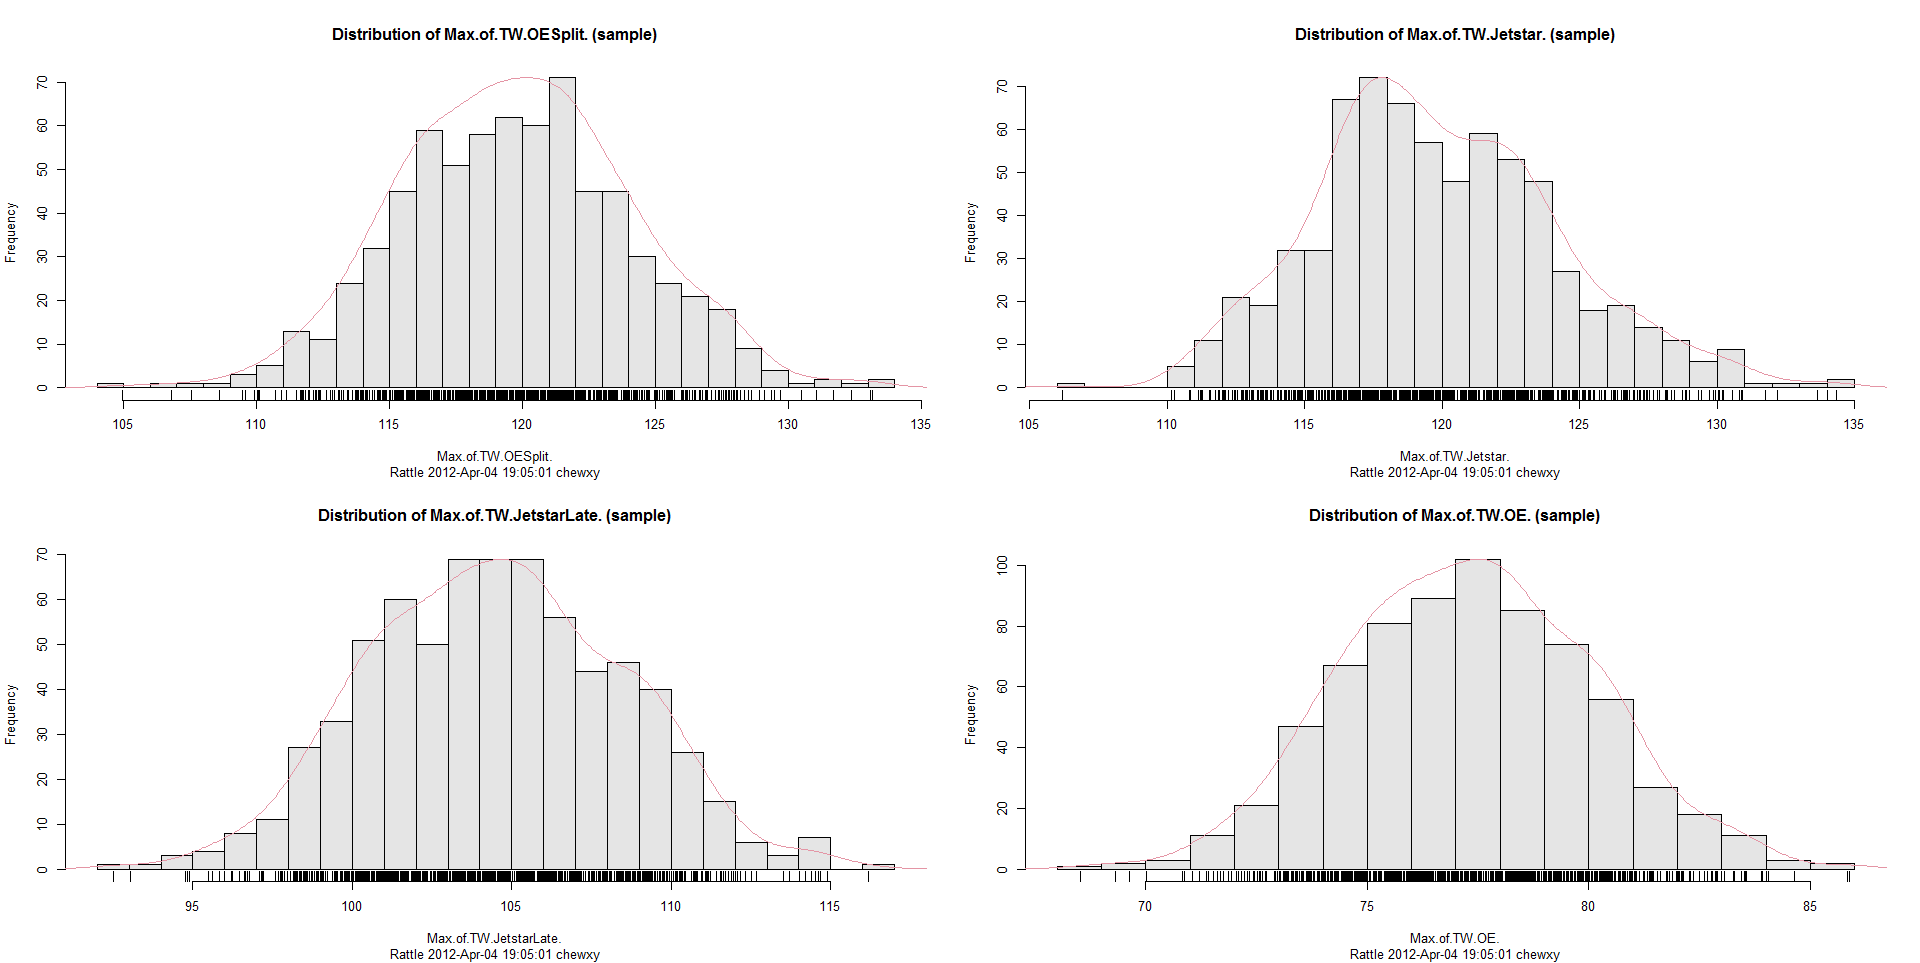 Distribution of Max.of.TW.OESplit. (sample)
Frequency
0 10 20 30 40 50 60 70
105 110 115 120 125 130 135
Max.of.TW.OESplit.
Rattle 2012-Apr-04 19:05:01 chewxy
Distribution of Max.of.TW.Jetstar. (sample)
Frequency
0 10 20 30 40 50 60 70
105 110 115 120 125 130 135
Max.of.TW.Jetstar.
Rattle 2012-Apr-04 19:05:01 chewxy
Distribution of Max.of.TW.JetstarLate. (sample)
Frequency
0 10 20 30 40 50 60 70
95 100 105 110 115
Max.of.TW.JetstarLate.
Rattle 2012-Apr-04 19:05:01 chewxy
Distribution of Max.of.TW.OE. (sample)
Frequency
0 20 40 60 80 100
70 75 80 85
Max.of.TW.OE.
Rattle 2012-Apr-04 19:05:01 chewxy